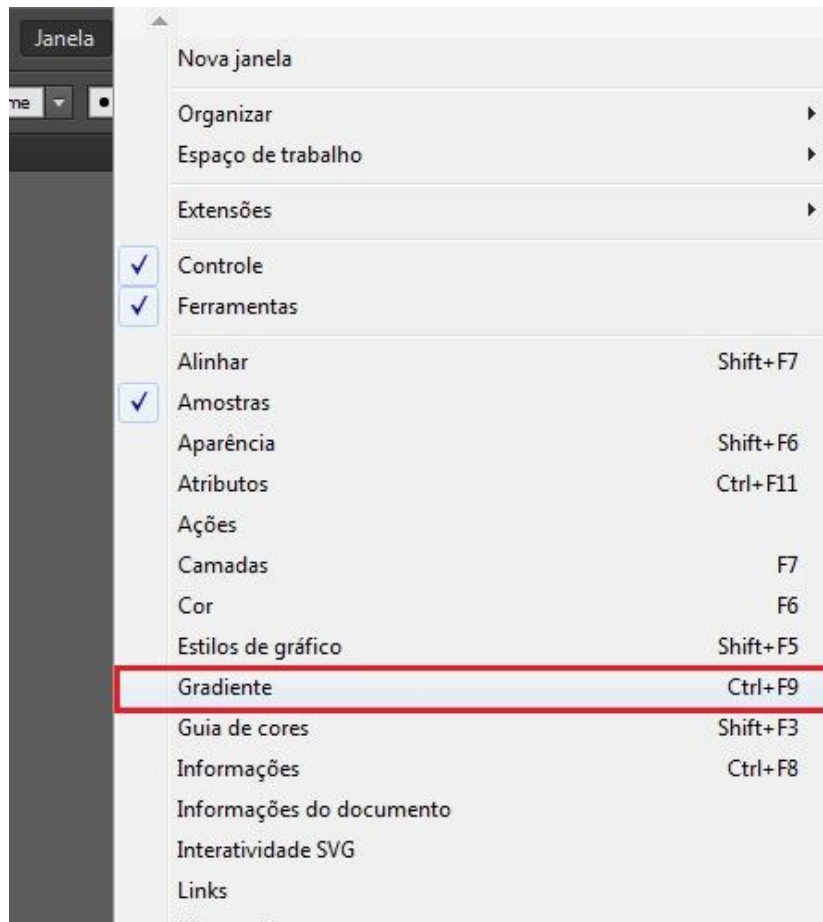 Janela
me
Nova janela
Organizar
Espaço de trabalho
Extensões
Controle
Ferramentas
Alinhar Shift+F7
Amostras
Aparência Shift+F6
Atributos Ctrl+F11
Ações
Camadas F7
Cor F6
Estilos de gráfico Shift+F5
Gradiente Ctrl+F9
Guia de cores Shift+F3
Informações Ctrl+F8
Informações do documento
Interatividade SVG
Links